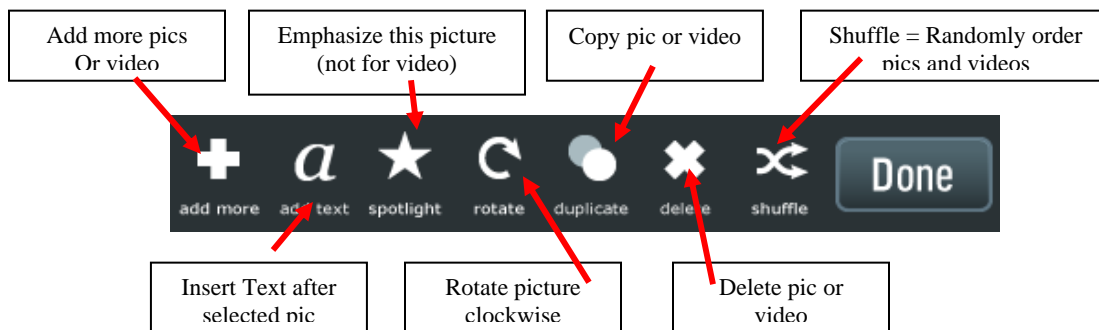 Add more pics
Or video
Emphasize this picture
(not for video)
Copy pic or video
Shuffle = Randomly order
pics and videos
add more
add text
spotlight
rotate
duplicate
delete
shuffle
Done
Insert Text after
selected pic
Rotate picture
clockwise
Delete pic or
video